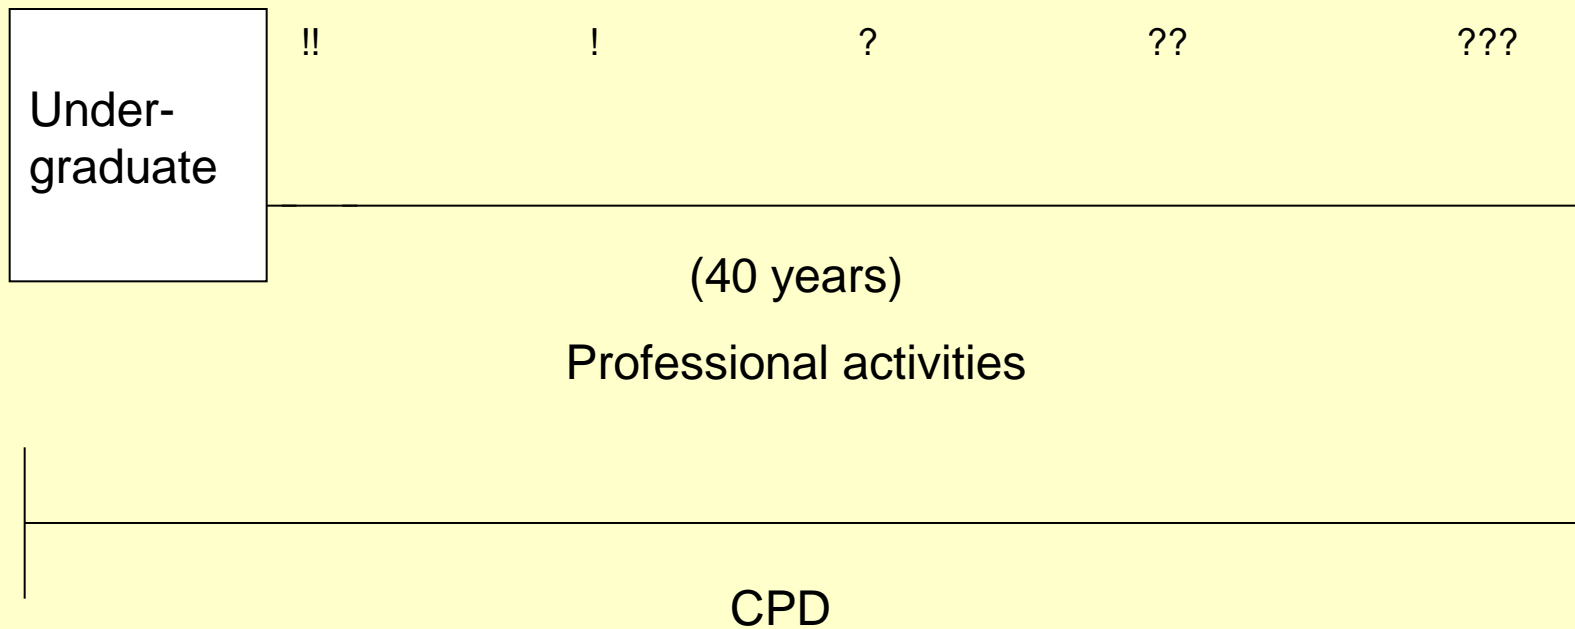 !! ! ? ?? ???
Under-
graduate
(40 years)
Professional activities
CPD